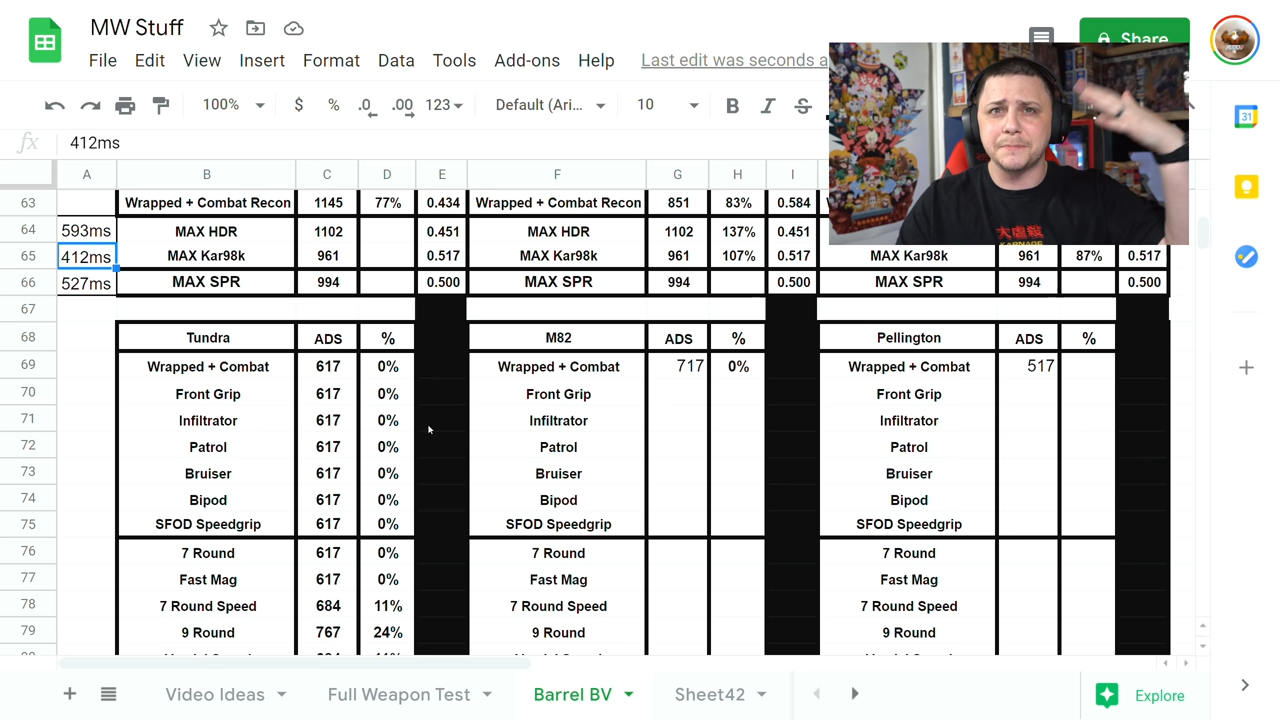 MW Stuff
Share
File Edit View Insert Format Data Tools Add-ons Help Last edit was seconds a
100% $ % .0 .00 123 Default (Ari... 10 B I S
fx 412ms
A B C D E F G H I
63 Wrapped + Combat Recon 1145 77% 0.434 Wrapped + Combat Recon 851 83% 0.584
64 593ms MAX HDR 1102 0.451 MAX HDR 1102 137% 0.451
65 412ms MAX Kar98k 961 0.517 MAX Kar98k 961 107% 0.517 MAX Kar98k 961 87% 0.517
66 527ms MAX SPR 994 0.500 MAX SPR 994 0.500 MAX SPR 994 0.500
67
68 Tundra ADS % M82 ADS % Pellington ADS %
69 Wrapped + Combat 617 0% Wrapped + Combat 717 0% Wrapped + Combat 517
70 Front Grip 617 0% Front Grip Front Grip
71 Infiltrator 617 0% Infiltrator Infiltrator
72 Patrol 617 0% Patrol Patrol
73 Bruiser 617 0% Bruiser Bruiser
74 Bipod 617 0% Bipod Bipod
75 SFOD Speedgrip 617 0% SFOD Speedgrip SFOD Speedgrip
76 7 Round 617 0% 7 Round 7 Round
77 Fast Mag 617 0% Fast Mag Fast Mag
78 7 Round Speed 684 11% 7 Round Speed 7 Round Speed
79 9 Round 767 24% 9 Round 9 Round
Video Ideas Full Weapon Test Barrel BV Sheet42 Explore
31
大虐殺
KARNAGE